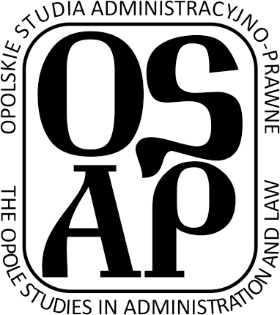 OPOLSKIE STUDIA ADMINISTRACYJNO-PRAWNE
OS
AP
THE OPOLE STUDIES IN ADMINISTRATION AND LAW